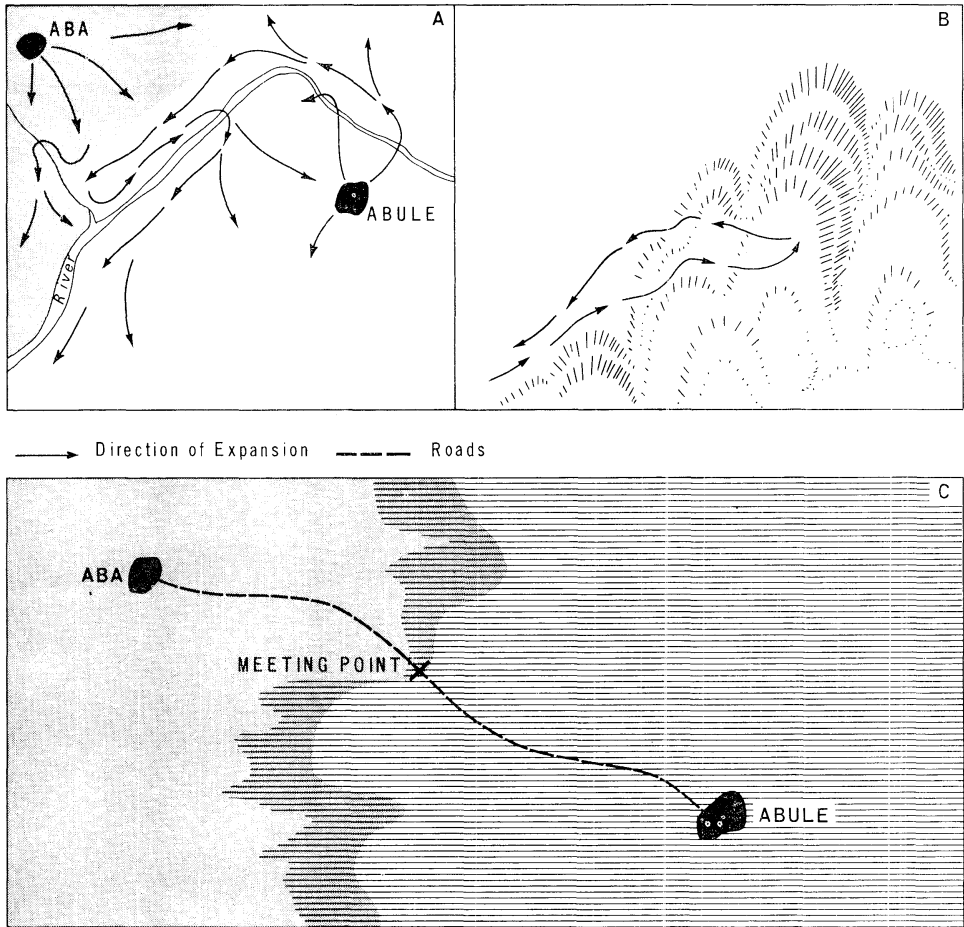 A
ABA
ABULE
River
B
Direction of Expansion
Roads
C
ABA
MEETING POINT
ABULE